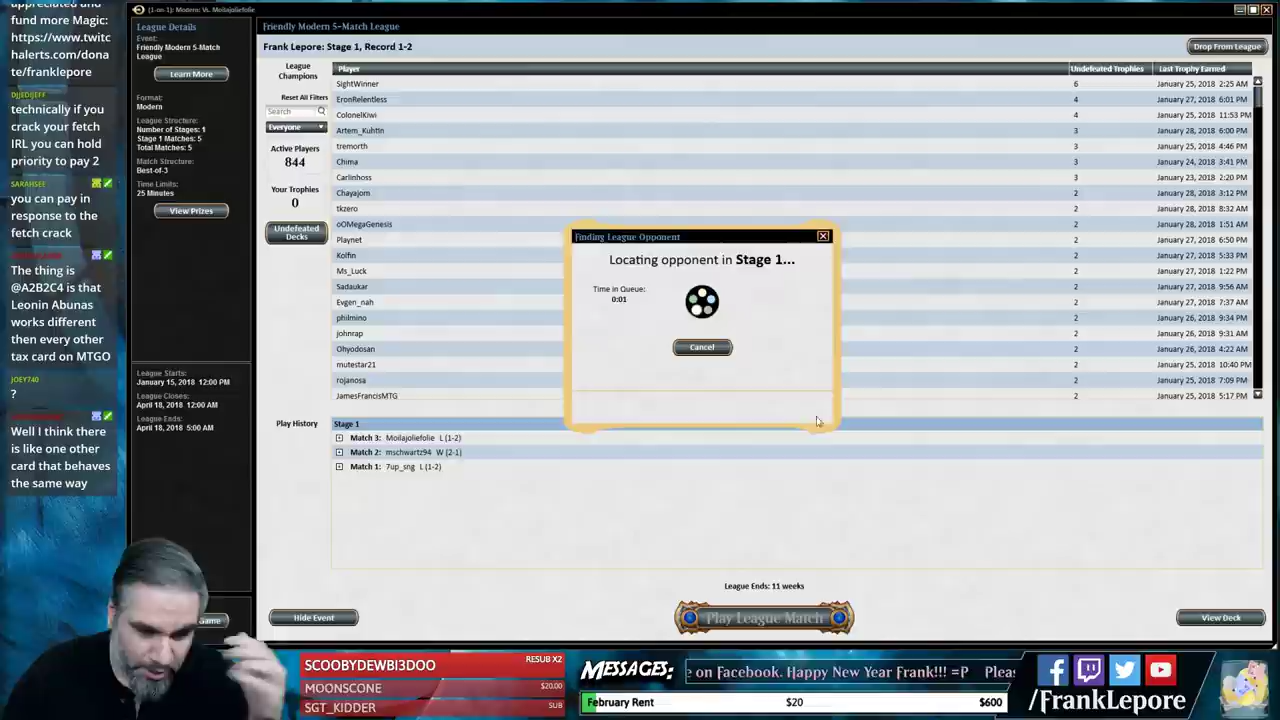 appreciated and
fund more Magic:
https://www.twitc
halerts.com/dona
te/franklepore
DJJEDIJEFF
technically if you
crack your fetch
IRL you can hold
priority to pay 2
SARAHSEE
you can pay in
response to the
fetch crack
The thing is
@A2B2C4 is that
Leonin Abunas
works different
then every other
tax card on MTGO
JOEY740
?
Well I think there
is like one other
card that behaves
the same way
(1-on-1): Modern: Vs. Moilajoliefolie
League Details
Event:
Friendly Modern 5-Match
League
Learn More
Format:
Modern
League Structure:
Number of Stages: 1
Stage 1 Matches: 5
Total Matches: 5
Match Structure:
Best-of-3
Time Limits:
25 Minutes
View Prizes
League Starts:
January 15, 2018 12:00 PM
League Closes:
April 18, 2018 12:00 AM
League Ends:
April 18, 2018 5:00 AM
Game
Friendly Modern 5-Match League
Frank Lepore: Stage 1, Record 1-2
Drop From League
League
Champions
Reset All Filters
Search
Everyone
Active Players
844
Your Trophies
0
Undefeated
Decks
Player Undefeated Trophies Last Trophy Earned
SightWinner 6 January 25, 2018 2:25 AM
EronRelentless 4 January 27, 2018 6:01 PM
ColonelKiwi 4 January 25, 2018 11:53 PM
Artem_Kuhtin 3 January 28, 2018 6:00 PM
tremorth 3 January 25, 2018 4:46 PM
Chima 3 January 24, 2018 3:41 PM
Carlinhoss 3 January 23, 2018 2:20 PM
Chayajom 2 January 28, 2018 3:12 PM
tkzero 2 January 28, 2018 8:32 AM
oOMegaGenesis 2 January 28, 2018 1:51 AM
Playnet 2 January 27, 2018 6:50 PM
Kolfin 2 January 27, 2018 5:33 PM
Ms_Luck 2 January 27, 2018 1:22 PM
Sadaukar 2 January 27, 2018 9:56 AM
Evgen_nah 2 January 27, 2018 7:37 AM
philmino 2 January 26, 2018 9:34 PM
johnrap 2 January 26, 2018 9:31 AM
Ohyodosan 2 January 26, 2018 4:22 AM
mutestar21 2 January 25, 2018 10:40 PM
rojanosa 2 January 25, 2018 7:09 PM
JamesFrancisMTG 2 January 25, 2018 5:17 PM
Finding League Opponent
Locating opponent in Stage 1...
Time in Queue:
0:01
Cancel
Play History
Stage 1
Match 3: Moilajoliefolie L (1-2)
Match 2: mschwartz94 W (2-1)
Match 1: 7up_sng L (1-2)
League Ends: 11 weeks
Hide Event
Play League Match
View Deck
SCOOBYDEWBI3DOO RESUB X2
MOONSCONE $20.00
SGT_KIDDER SUB
MESSAGES:
e on Facebook. Happy New Year Frank!!! =P Pleas
February Rent $20 $600
/FrankLepore